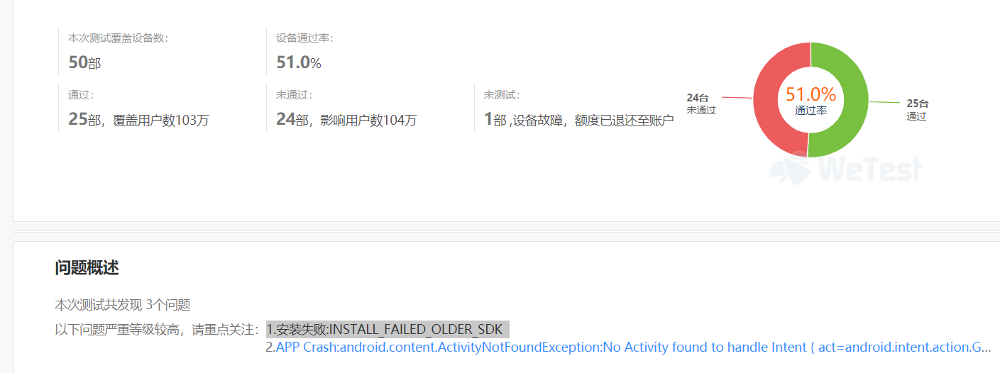 本次测试覆盖设备数：
50部
设备通过率：
51.0%
通过：
25部，覆盖用户数103万
未通过：
24部，影响用户数104万
未测试：
1部 ,设备故障，额度已退还至账户
24台
未通过
51.0%
通过率
25台
通过
WeTest
问题概述
本次测试共发现 3个问题
以下问题严重等级较高，请重点关注：1.安装失败:INSTALL_FAILED_OLDER_SDK
2.APP Crash:android.content.ActivityNotFoundException:No Activity found to handle Intent { act=android.intent.action.G...